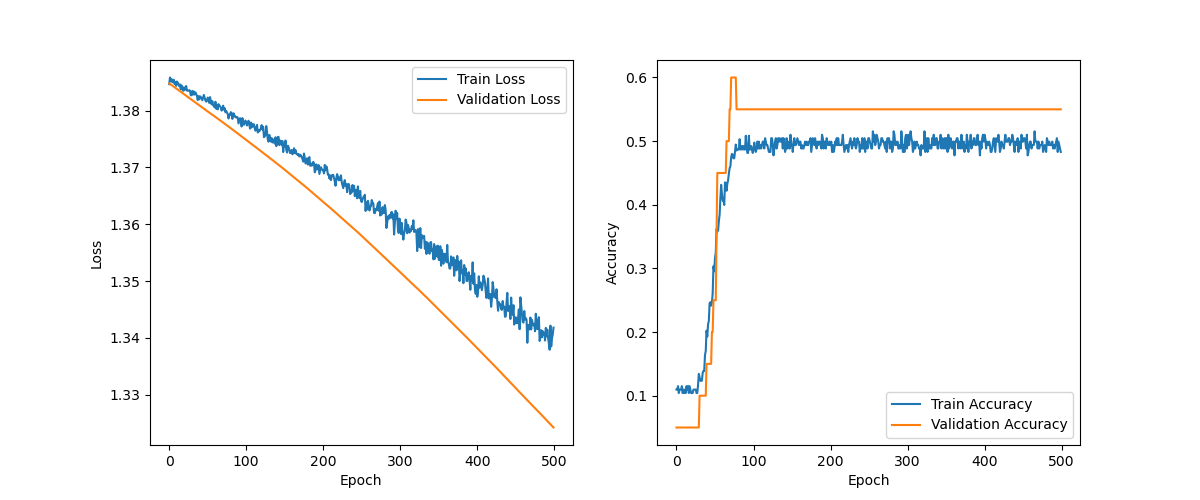 Train Loss
Validation Loss
1.38
1.37
1.36
1.35
1.34
1.33
Loss
0 100 200 300 400 500
Epoch
0.6
0.5
0.4
0.3
0.2
0.1
Accuracy
Train Accuracy
Validation Accuracy
0 100 200 300 400 500
Epoch